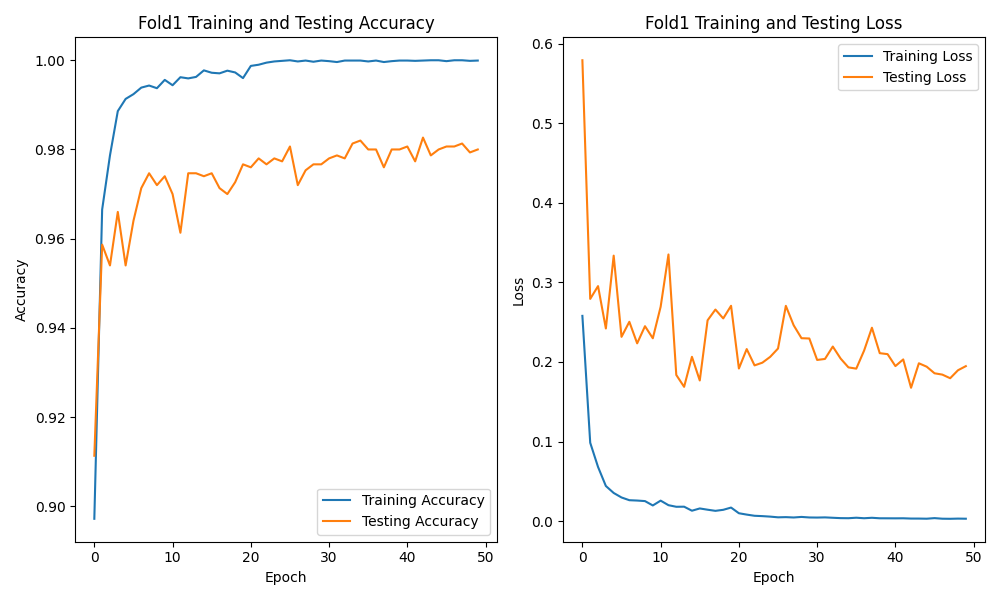 Fold1 Training and Testing Accuracy
1.00
0.98
0.96
0.94
0.92
0.90
Accuracy
Training Accuracy
Testing Accuracy
0 10 20 30 40 50
Epoch
Fold1 Training and Testing Loss
0.6
0.5
0.4
0.3
0.2
0.1
0.0
Loss
Training Loss
Testing Loss
0 10 20 30 40 50
Epoch